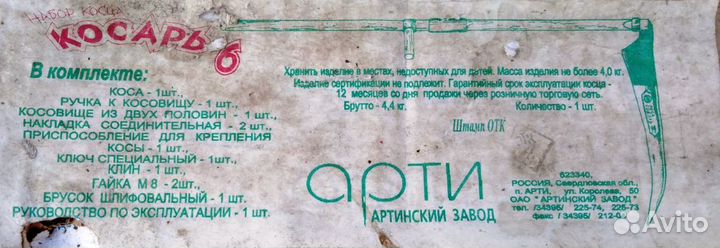 НАБОР КОСЦА
КОСАРЬ 6
В комплекте:
КОСА - 1шт.,
РУЧКА К КОСОВИЩУ - 1 шт.,
КОСОВИЩЕ ИЗ ДВУХ ПОЛОВИН - 1 шт.,
НАКЛАДКА СОЕДИНИТЕЛЬНАЯ - 2 шт.,
ПРИСПОСОБЛЕНИЕ ДЛЯ КРЕПЛЕНИЯ
КОСЫ - 1 шт.,
КЛЮЧ СПЕЦИАЛЬНЫЙ - 1шт.,
КЛИН - 1 шт.,
ГАЙКА М 8 - 2шт.,
БРУСОК ШЛИФОВАЛЬНЫЙ - 1 шт.,
РУКОВОДСТВО ПО ЭКСПЛУАТАЦИИ - 1 шт.
Хранить изделие в местах, недоступных для детей. Масса изделия не более 4,0 кг.
Изделие сертификации не подлежит. Гарантийный срок эксплуатации косца -
12 месяцев со дня продажи через розничную торговую сеть.
Брутто - 4,4 кг. Количество - 1 шт.
Штамп ОТК
арти
АРТИНСКИЙ ЗАВОД
623340,
РОССИЯ, Свердловская обл.,
п. АРТИ, ул. Королева, 50
ОАО "АРТИНСКИЙ ЗАВОД"
тел. /34395/ 225-74, 225-73
факс /34395/ 212-0
Avito